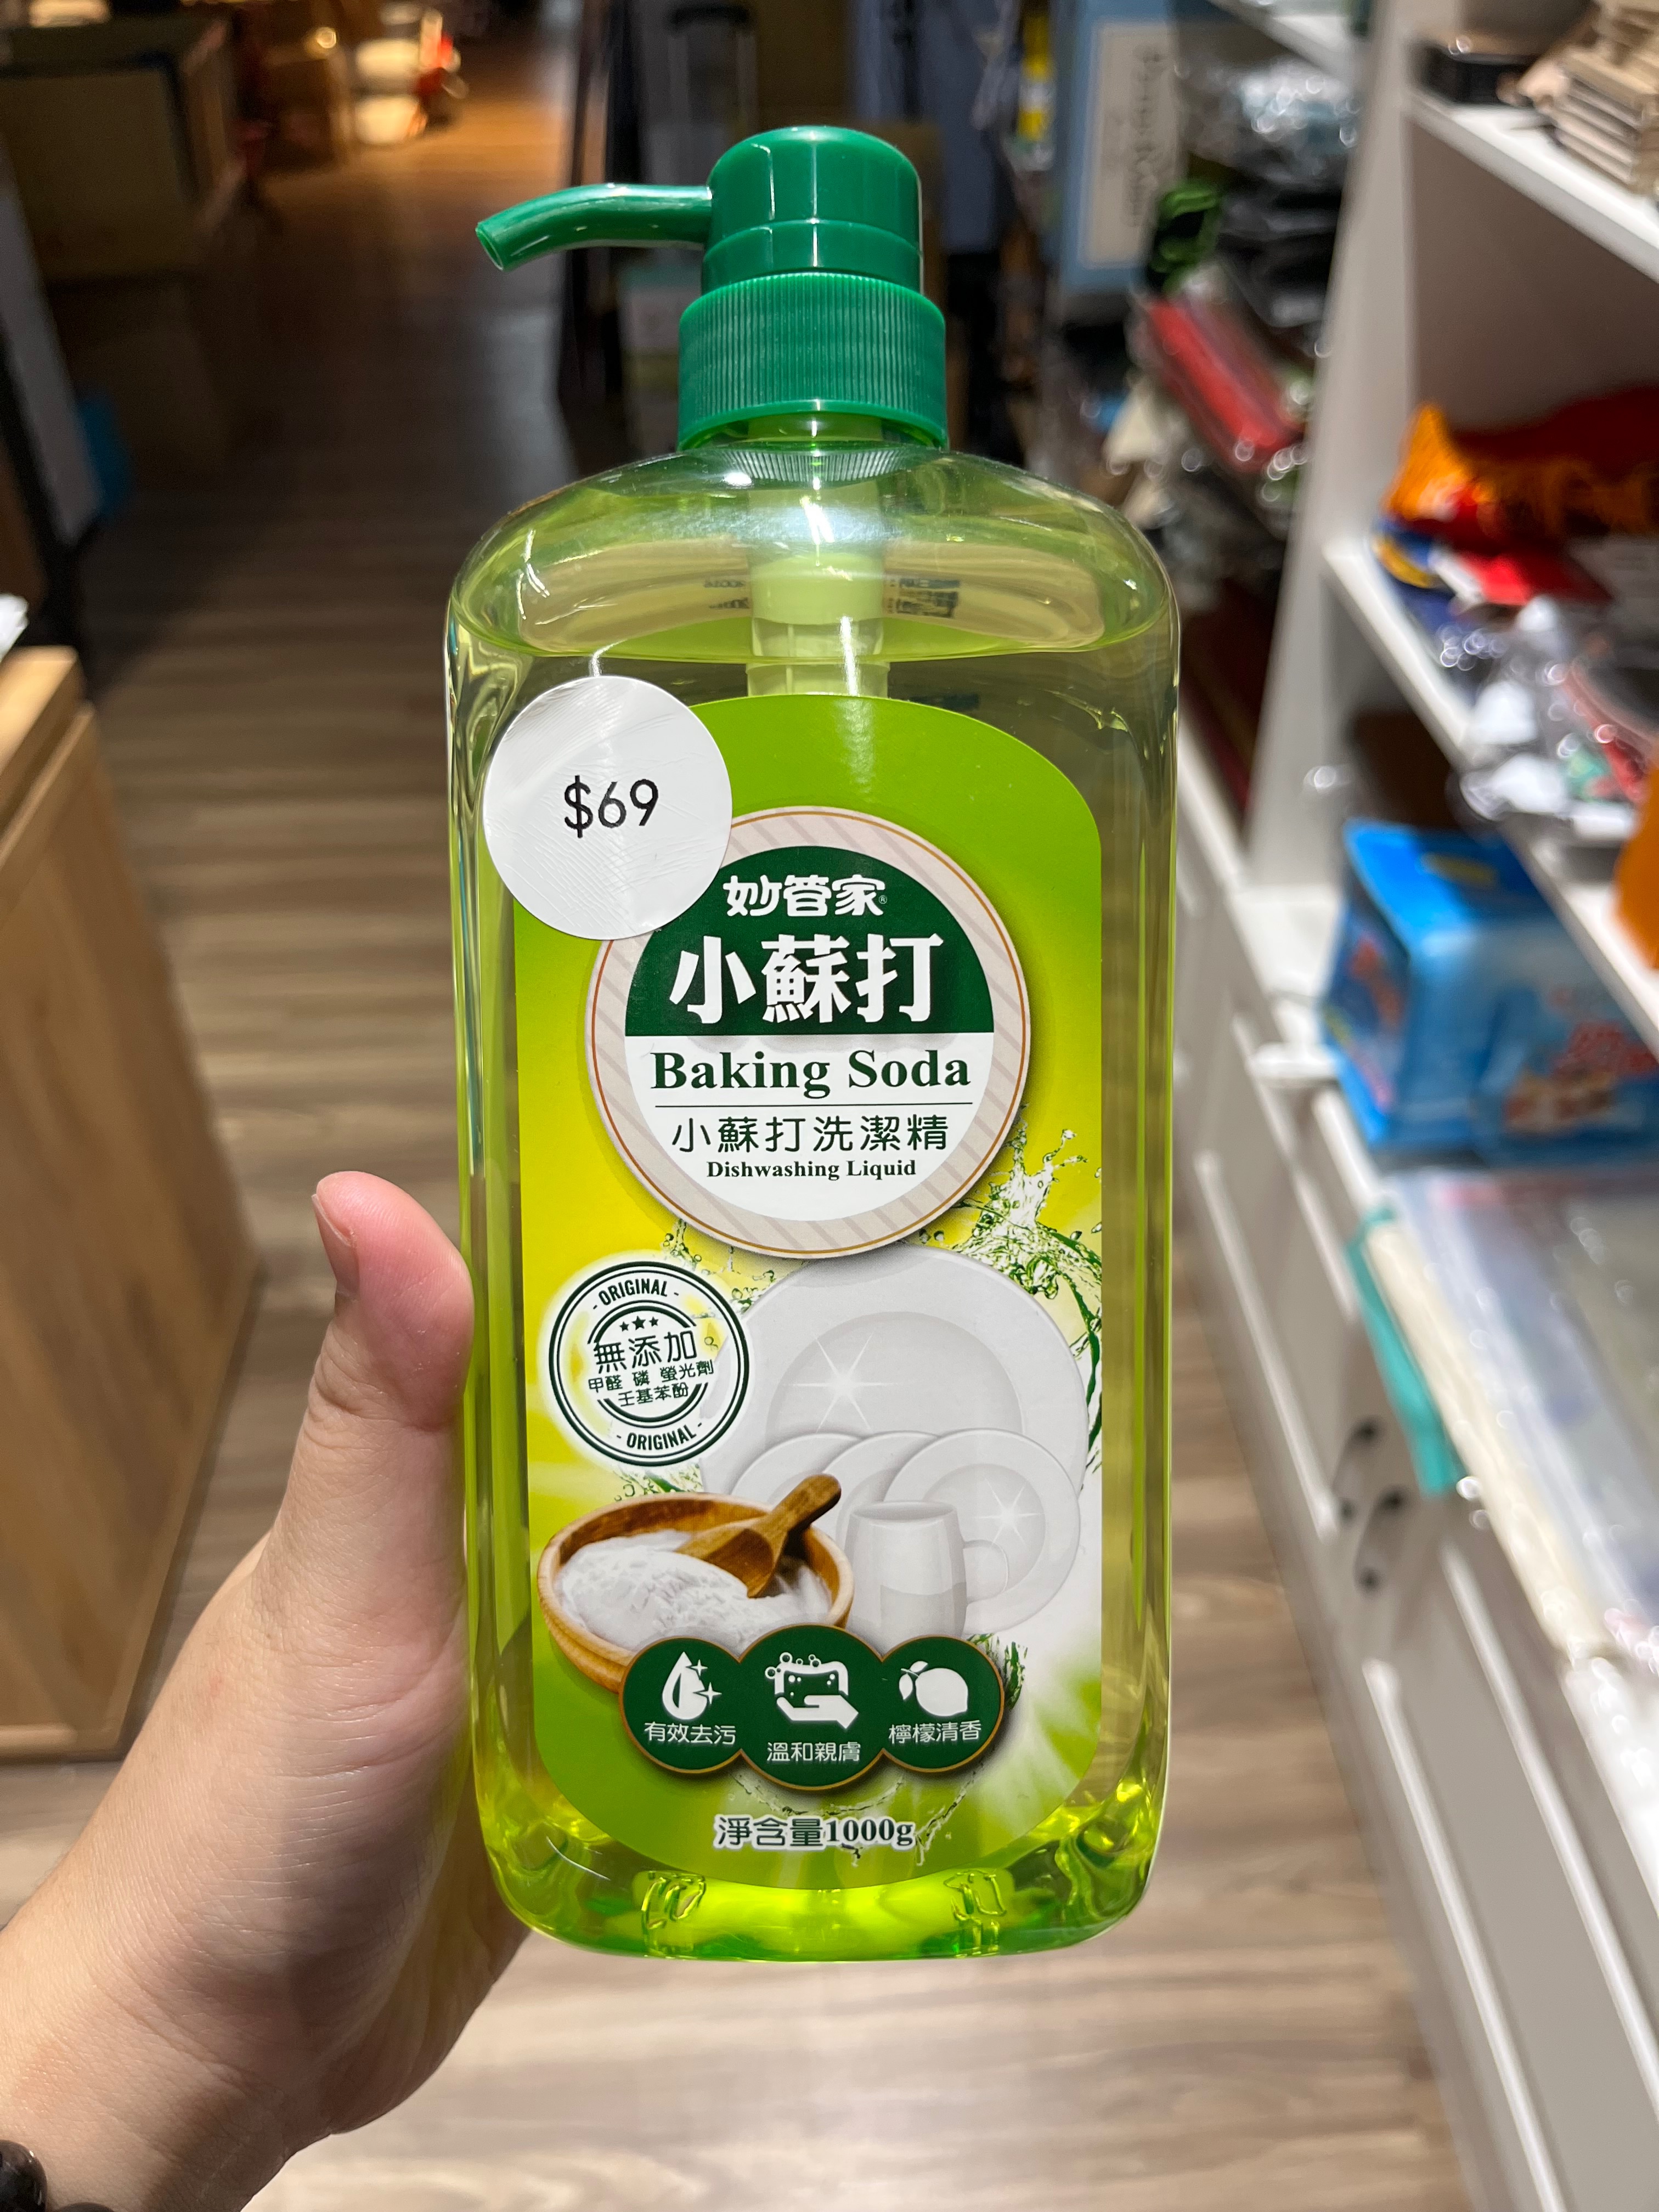 $69
妙管家®
小蘇打
Baking Soda
小蘇打洗潔精
Dishwashing Liquid
- ORIGINAL -
無添加
甲醛 磷 螢光劑
壬基苯酚
- ORIGINAL -
有效去污
溫和親膚
檸檬清香
淨含量1000g